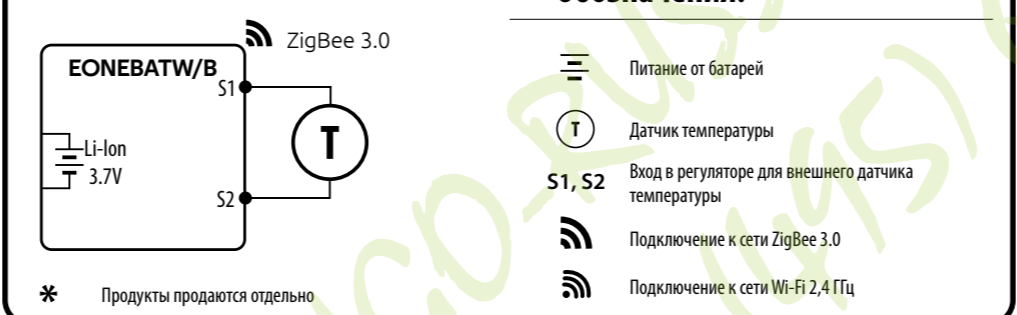 ZigBee 3.0
EONEBATW/B
S1
T
Li-Ion
3.7V
S2
* Продукты продаются отдельно
Питание от батарей
T Датчик температуры
S1, S2 Вход в регуляторе для внешнего датчика
температуры
Подключение к сети ZigBee 3.0
Подключение к сети Wi-Fi 2,4 ГГц